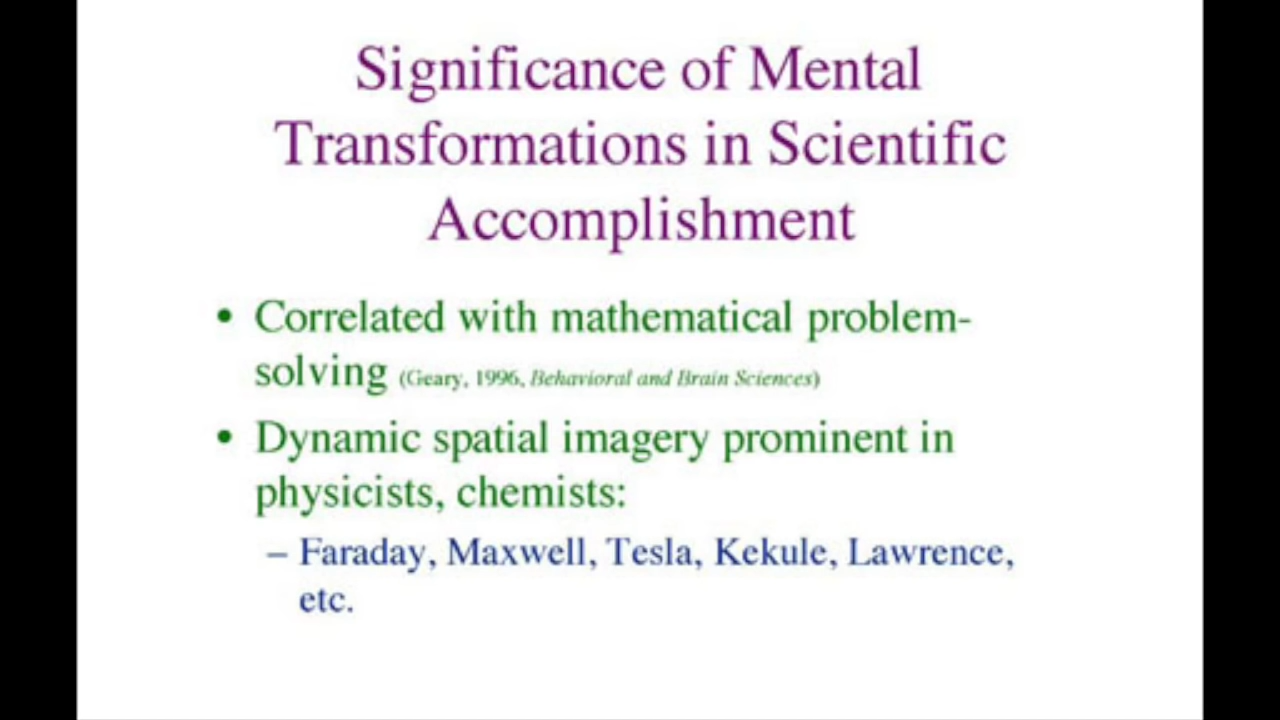 Significance of Mental
Transformations in Scientific
Accomplishment
• Correlated with mathematical problem-
solving (Geary, 1996, Behavioral and Brain Sciences)
• Dynamic spatial imagery prominent in
physicists, chemists:
– Faraday, Maxwell, Tesla, Kekule, Lawrence,
etc.